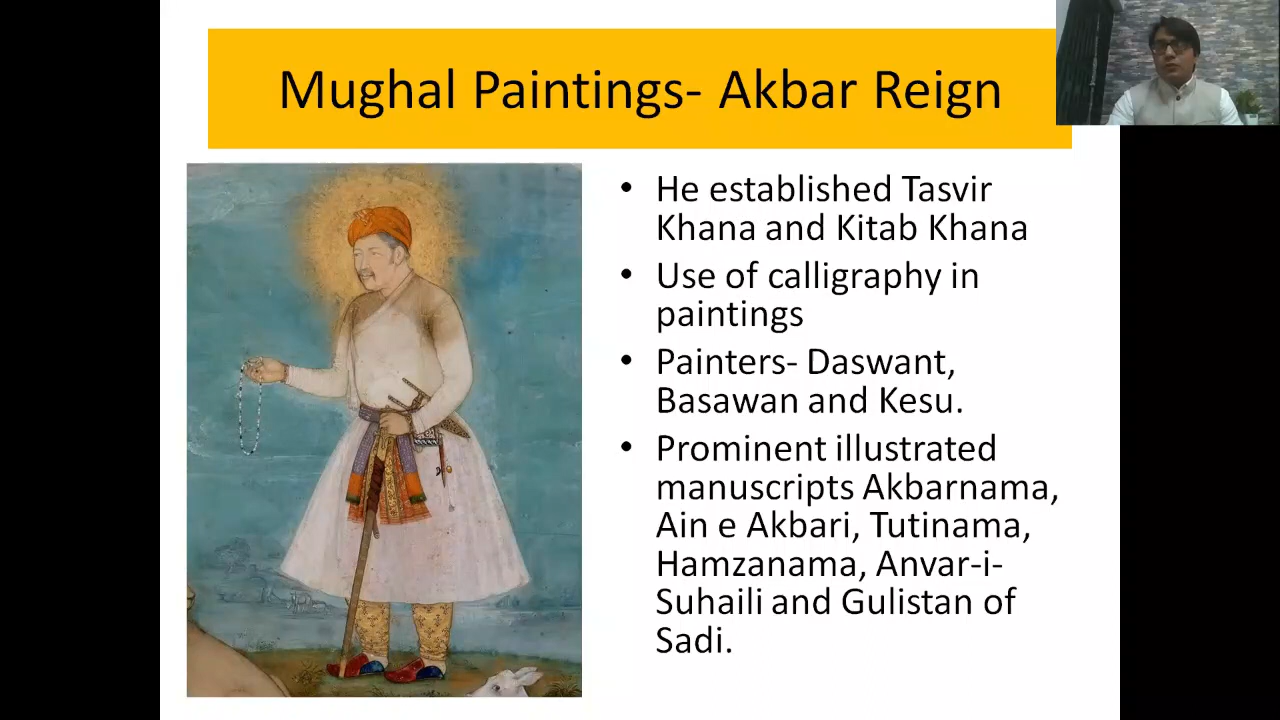 Mughal Paintings- Akbar Reign
• He established Tasvir
Khana and Kitab Khana
• Use of calligraphy in
paintings
• Painters- Daswant,
Basawan and Kesu.
• Prominent illustrated
manuscripts Akbarnama,
Ain e Akbari, Tutinama,
Hamzanama, Anvar-i-
Suhaili and Gulistan of
Sadi.